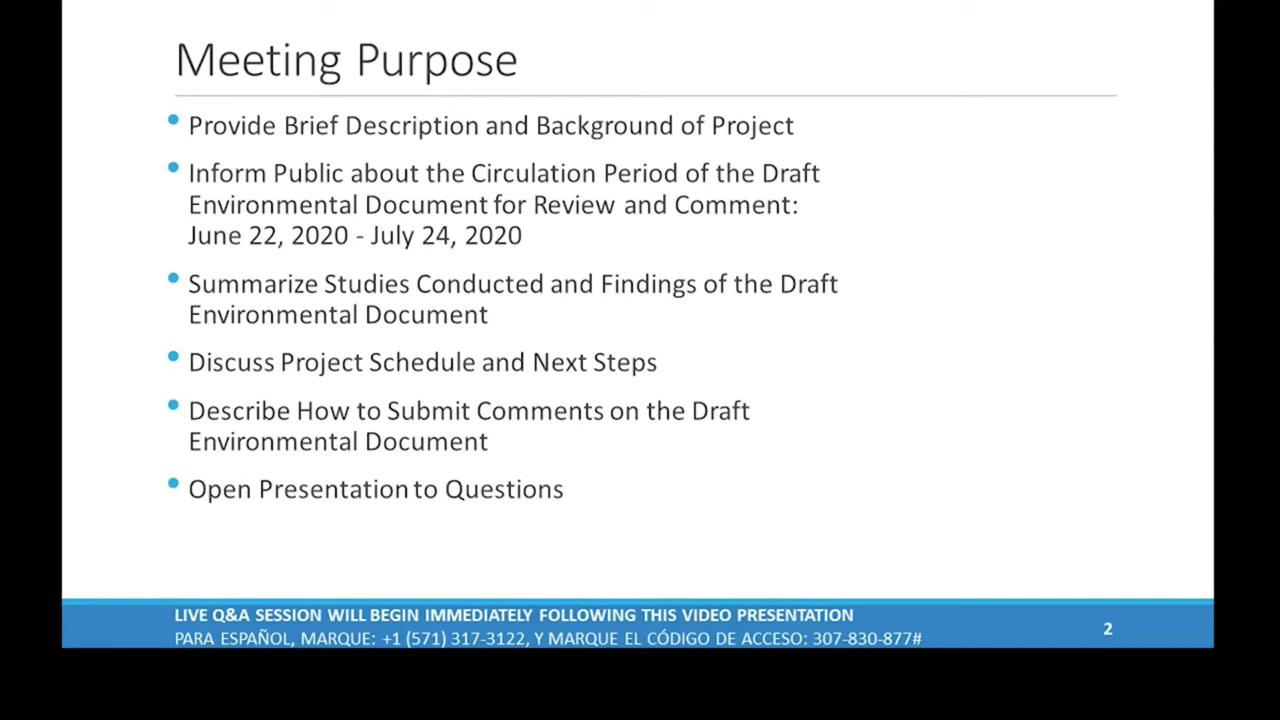 Meeting Purpose
• Provide Brief Description and Background of Project
• Inform Public about the Circulation Period of the Draft
Environmental Document for Review and Comment:
June 22, 2020 - July 24, 2020
• Summarize Studies Conducted and Findings of the Draft
Environmental Document
• Discuss Project Schedule and Next Steps
• Describe How to Submit Comments on the Draft
Environmental Document
• Open Presentation to Questions
LIVE Q&A SESSION WILL BEGIN IMMEDIATELY FOLLOWING THIS VIDEO PRESENTATION
PARA ESPAÑOL, MARQUE: +1 (571) 317-3122, Y MARQUE EL CÓDIGO DE ACCESO: 307-830-877#
2